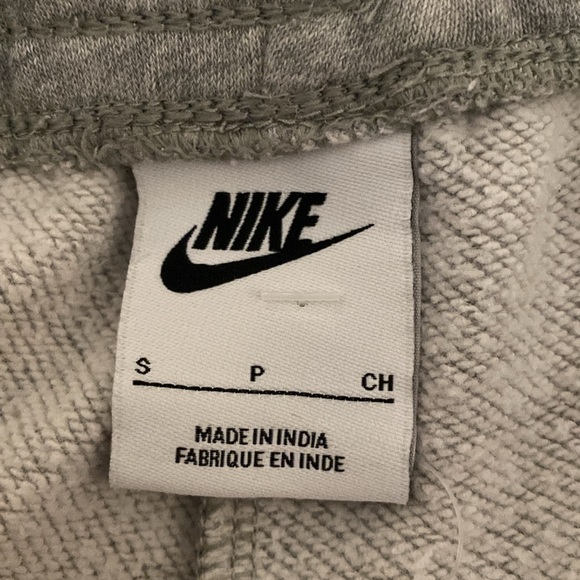 NIKE
S P CH
MADE IN INDIA
FABRIQUE EN INDE